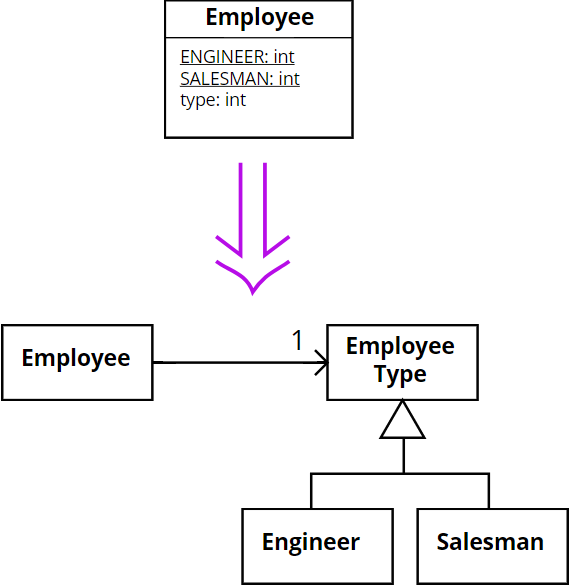 Employee
ENGINEER: int
SALESMAN: int
type: int
1
Employee
Employee
Type
Engineer
Salesman